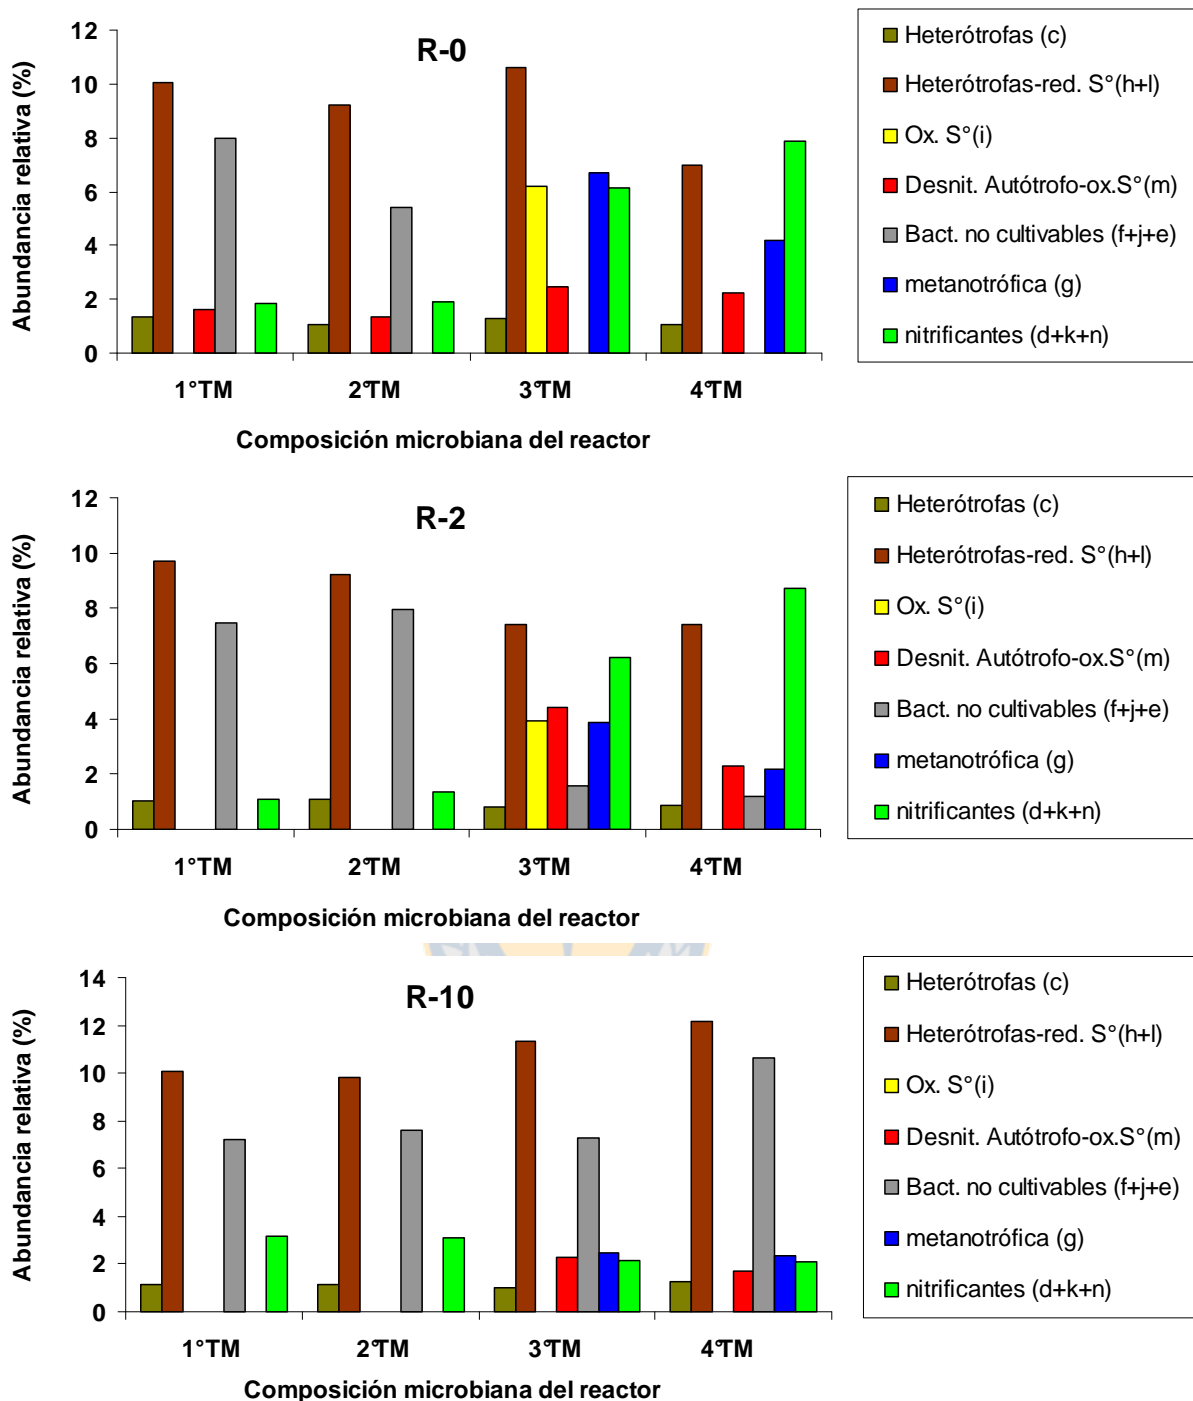 R-0
Abundancia relativa (%)
12
10
8
6
4
2
0
1°TM
2°TM
3°TM
4°TM
Composición microbiana del reactor
Heterótrofas (c)
Heterótrofas-red. S°(h+l)
Ox. S°(i)
Desnit. Autótrofo-ox.S°(m)
Bact. no cultivables (f+j+e)
metanotrófica (g)
nitrificantes (d+k+n)
R-2
Abundancia relativa (%)
12
10
8
6
4
2
0
1°TM
2°TM
3°TM
4°TM
Composición microbiana del reactor
Heterótrofas (c)
Heterótrofas-red. S°(h+l)
Ox. S°(i)
Desnit. Autótrofo-ox.S°(m)
Bact. no cultivables (f+j+e)
metanotrófica (g)
nitrificantes (d+k+n)
R-10
Abundancia relativa (%)
14
12
10
8
6
4
2
0
1°TM
2°TM
3°TM
4°TM
Composición microbiana del reactor
Heterótrofas (c)
Heterótrofas-red. S°(h+l)
Ox. S°(i)
Desnit. Autótrofo-ox.S°(m)
Bact. no cultivables (f+j+e)
metanotrófica (g)
nitrificantes (d+k+n)